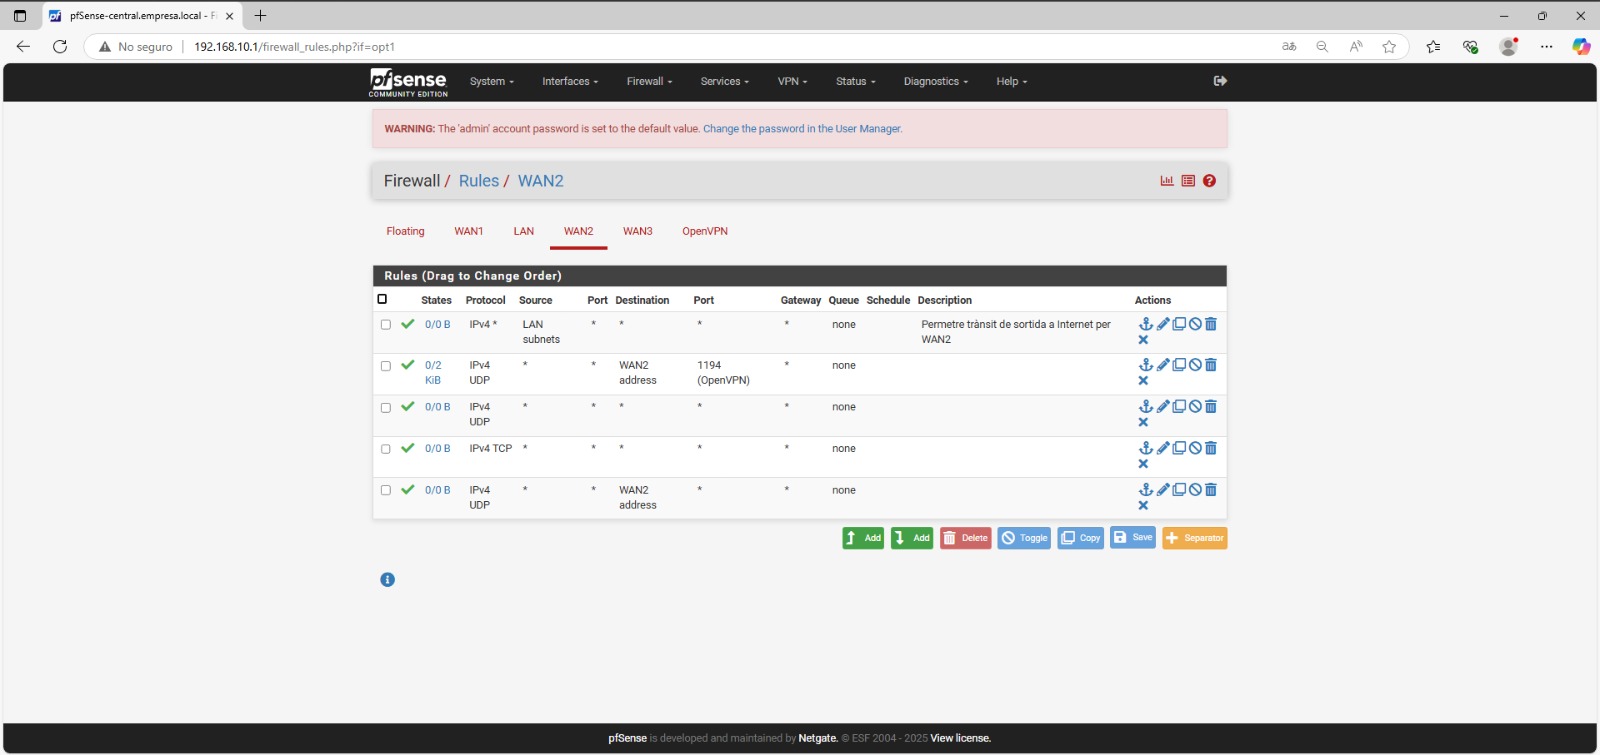 pfSense-central.empresa.local - Fi
No seguro
192.168.10.1/firewall_rules.php?if=opt1
pfsense
COMMUNITY EDITION
System
Interfaces
Firewall
Services
VPN
Status
Diagnostics
Help
WARNING: The 'admin' account password is set to the default value. Change the password in the User Manager.
Firewall / Rules / WAN2
Floating
WAN1
LAN
WAN2
WAN3
OpenVPN
Rules (Drag to Change Order)
States Protocol Source Port Destination Port Gateway Queue Schedule Description Actions
0/0 B IPv4 * LAN subnets * * * * none Permetre trànsit de sortida a Internet per WAN2
0/2 KiB IPv4 UDP * * WAN2 address 1194 (OpenVPN) * none
0/0 B IPv4 UDP * * * * * none
0/0 B IPv4 TCP * * * * * none
0/0 B IPv4 UDP * * WAN2 address * * none
Add
Add
Delete
Toggle
Copy
Save
Separator
pfSense is developed and maintained by Netgate. © ESF 2004 - 2025 View license.